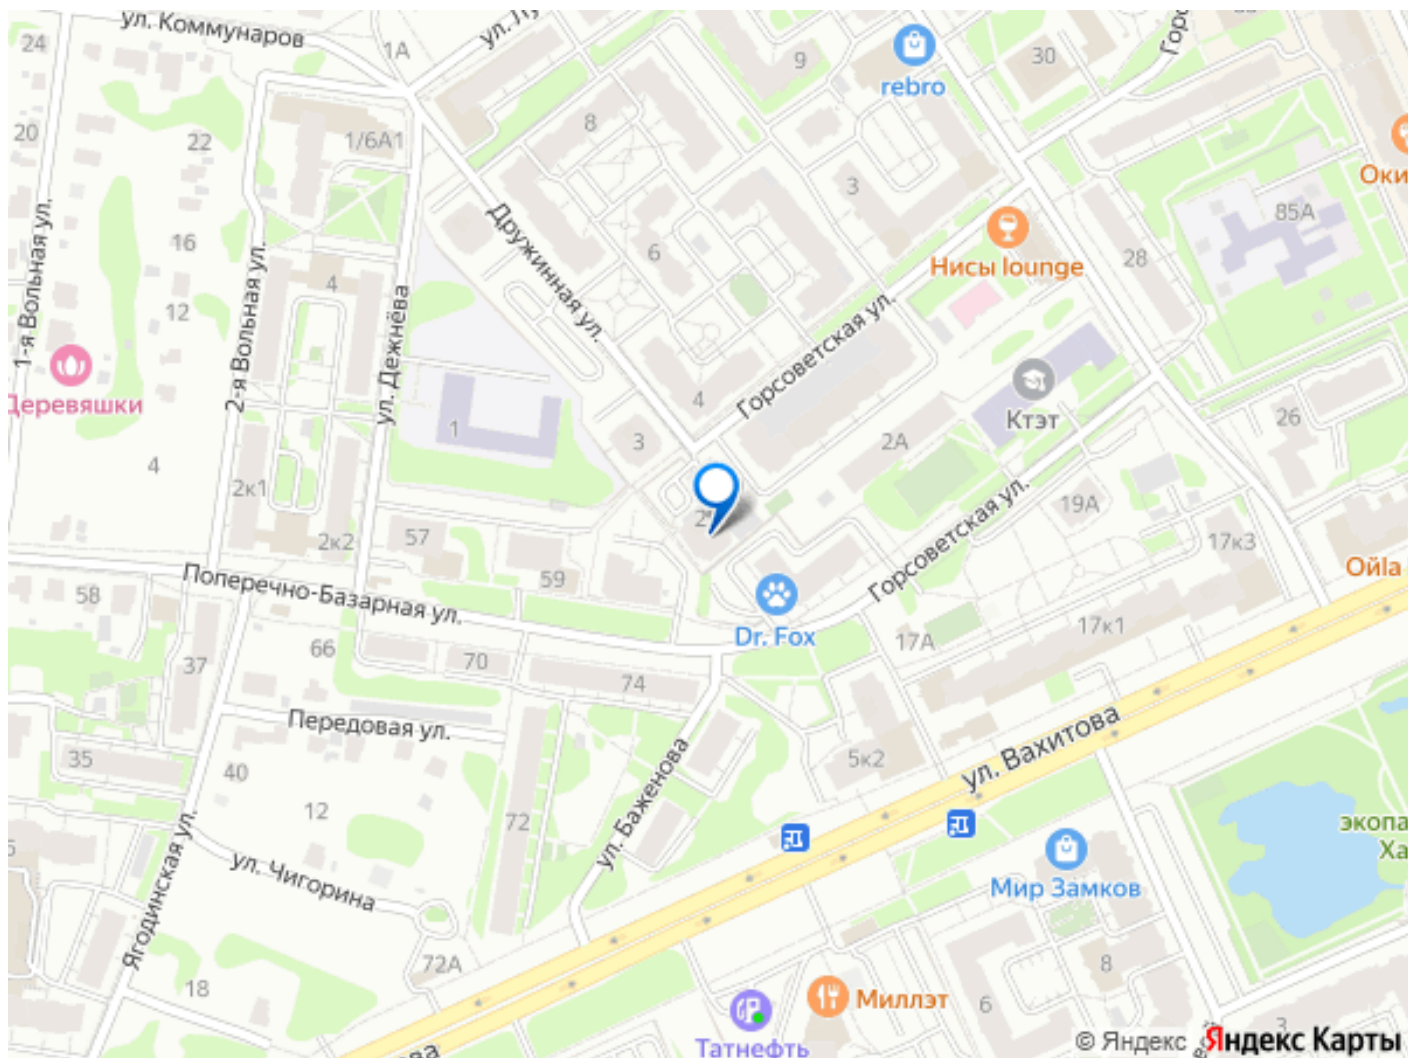 ул. Коммунаров
24
1А
9
rebro
30
20
22
1/6А1
8
3
Оки
85А
1-я Вольная ул.
16
2-я Вольная ул.
4
ул. Дежнёва
Дружинная ул.
6
Нисы lounge
28
12
Горсоветская ул.
Деревяшки
4
1
3
4
2А
Ктэт
26
2к1
2к2
57
59
Горсоветская ул.
19А
17к3
Ойla
58
Поперечно-Базарная ул.
Dr. Fox
17А
17к1
37
66
70
74
Передовая ул.
35
40
12
72
ул. Баженова
5к2
ул. Вахитова
Ягодинская ул.
ул. Чигорина
Мир Замков
экопа
Ха
18
72А
Миллэт
6
8
3
Татнефть
© Яндекс Яндекс Карты